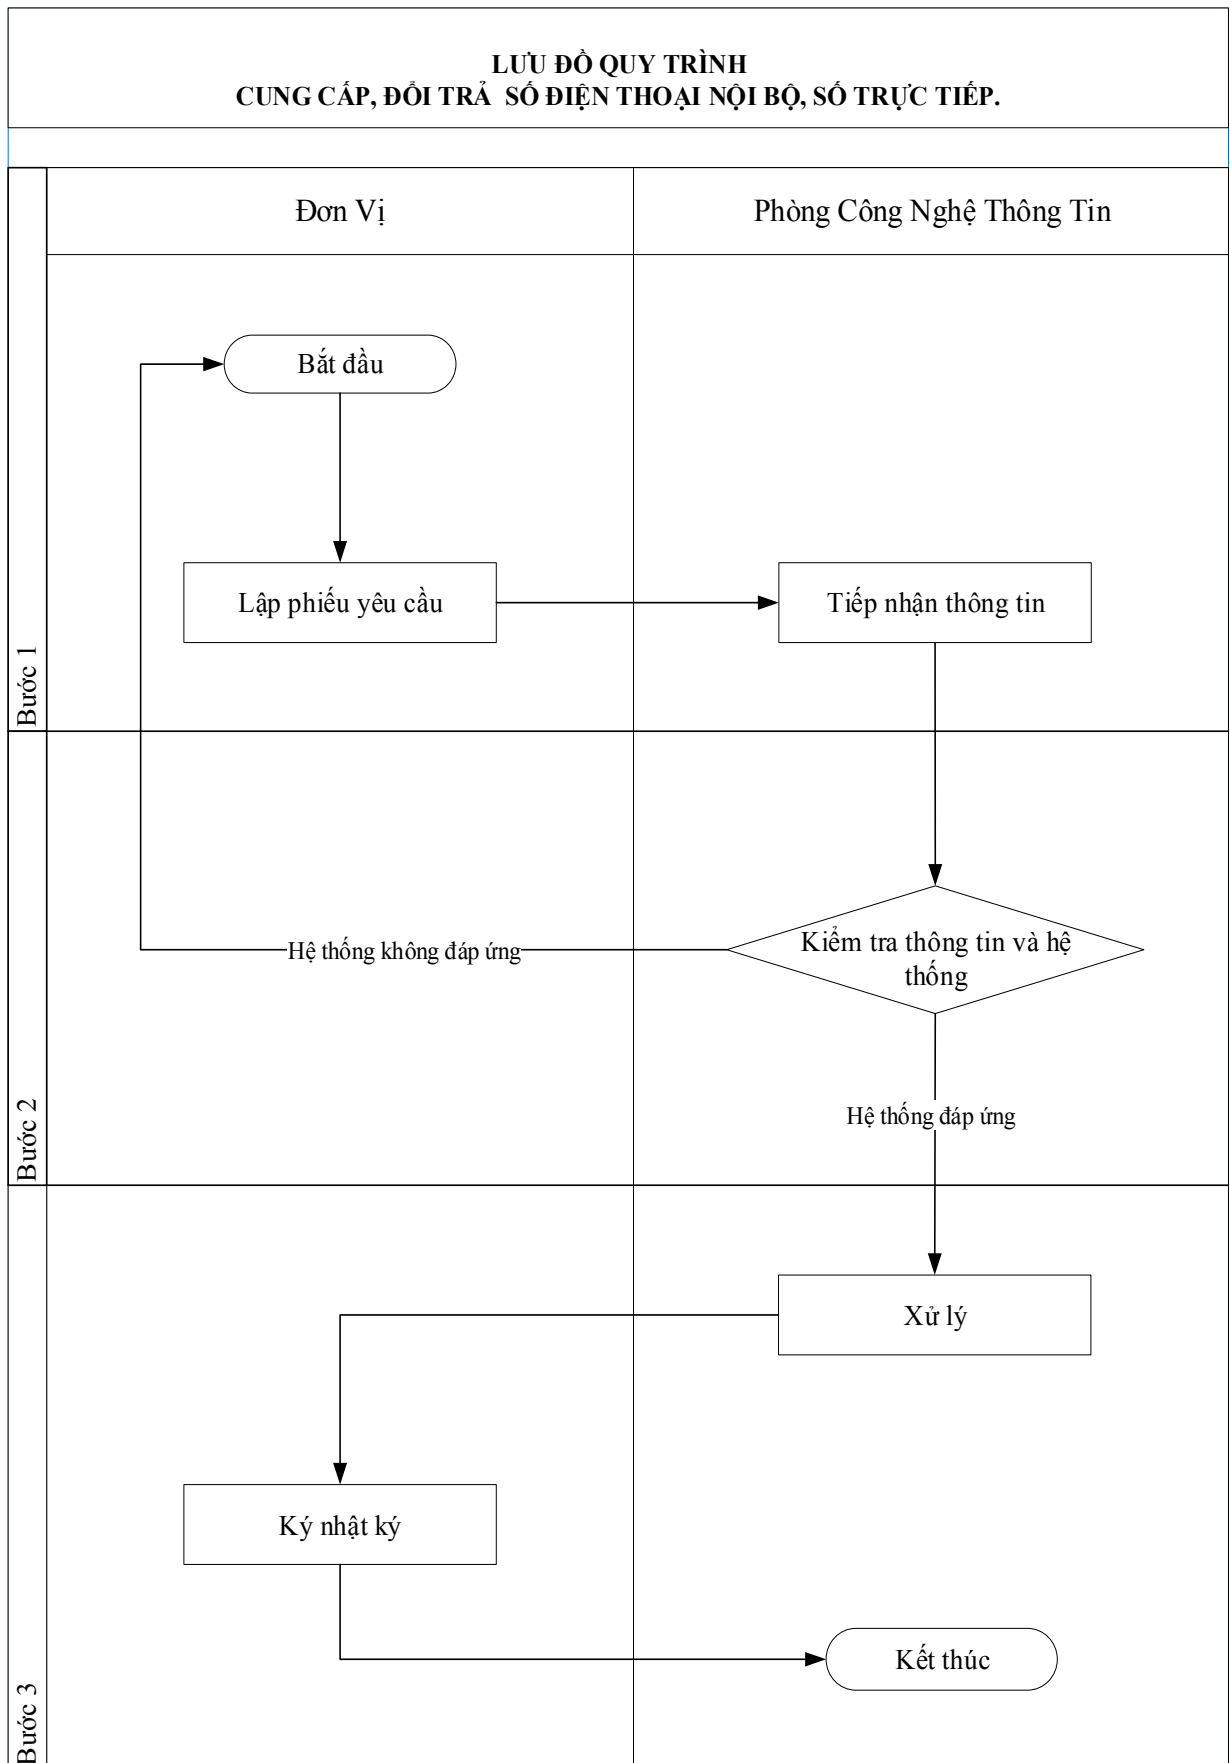 LƯU ĐỒ QUY TRÌNH
CUNG CẤP, ĐỔI TRẢ SỐ ĐIỆN THOẠI NỘI BỘ, SỐ TRỰC TIẾP.
Đơn Vị
Phòng Công Nghệ Thông Tin
Bước 1
Bắt đầu
Lập phiếu yêu cầu
Tiếp nhận thông tin
Bước 2
Hệ thống không đáp ứng
Kiểm tra thông tin và hệ
thống
Hệ thống đáp ứng
Bước 3
Xử lý
Ký nhật ký
Kết thúc